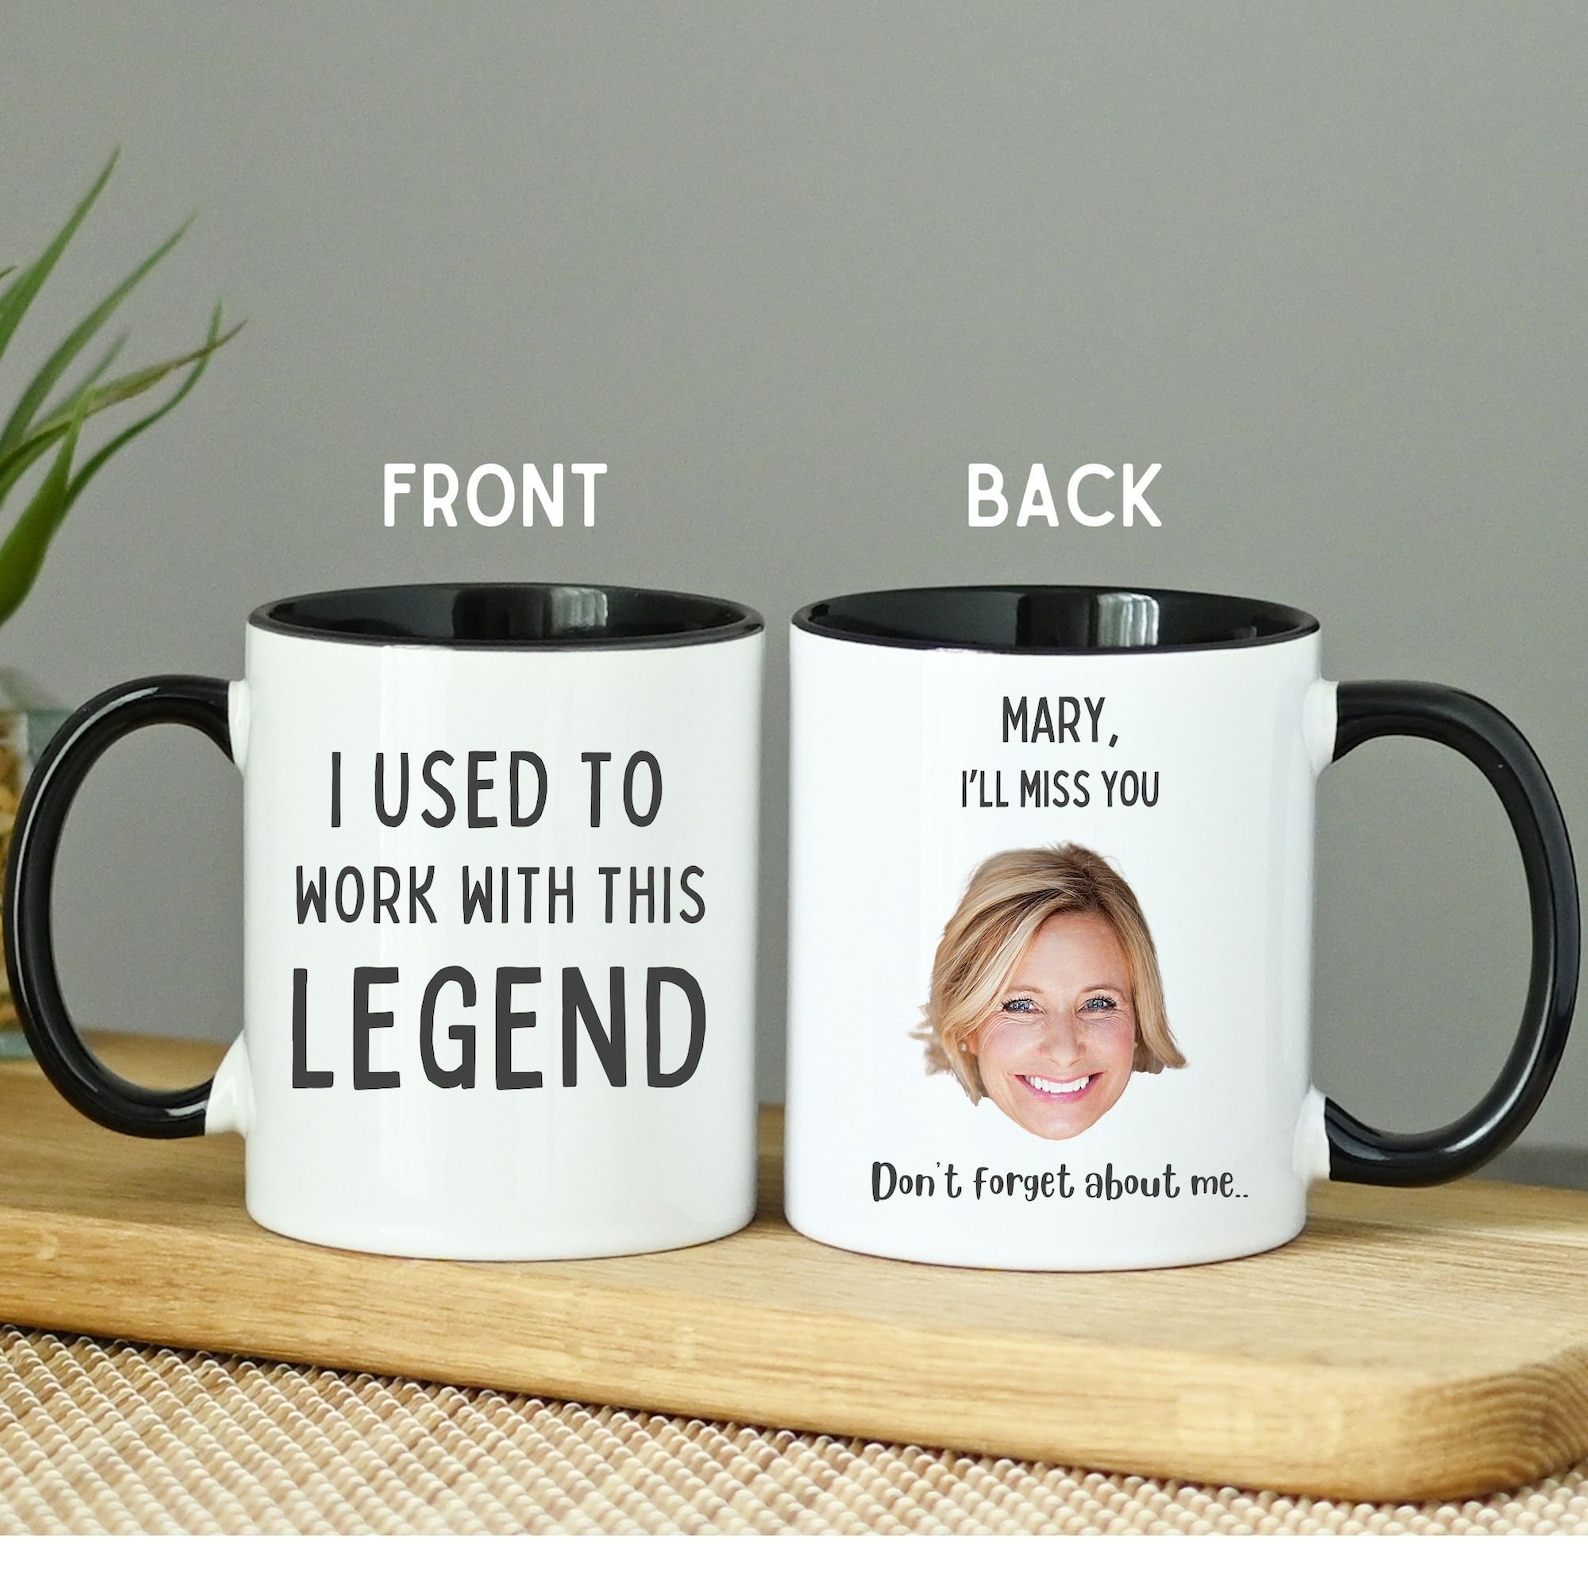 FRONT
BACK
I USED TO
WORK WITH THIS
LEGEND
MARY,
I'LL MISS YOU
Don't forget about me..